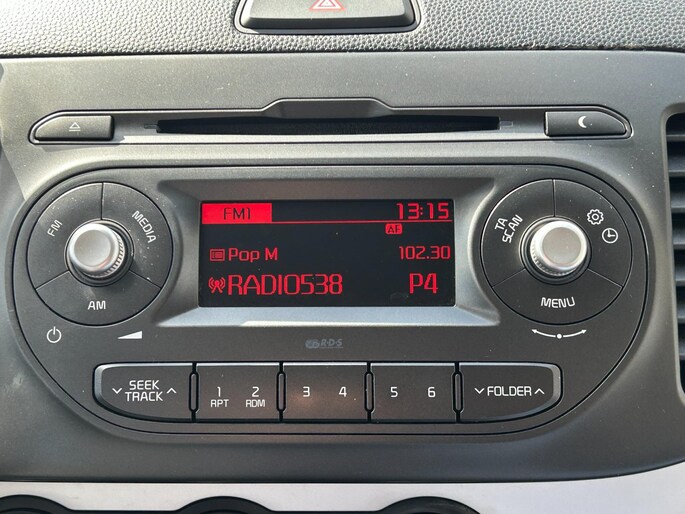 FM1 13:15
AF
Pop M 102.30
RADIO538 P4
FM MEDIA
AM
TA SCAN
MENU
R·D·S
SEEK TRACK
1 RPT
2 RDM
3 4
5 6
FOLDER